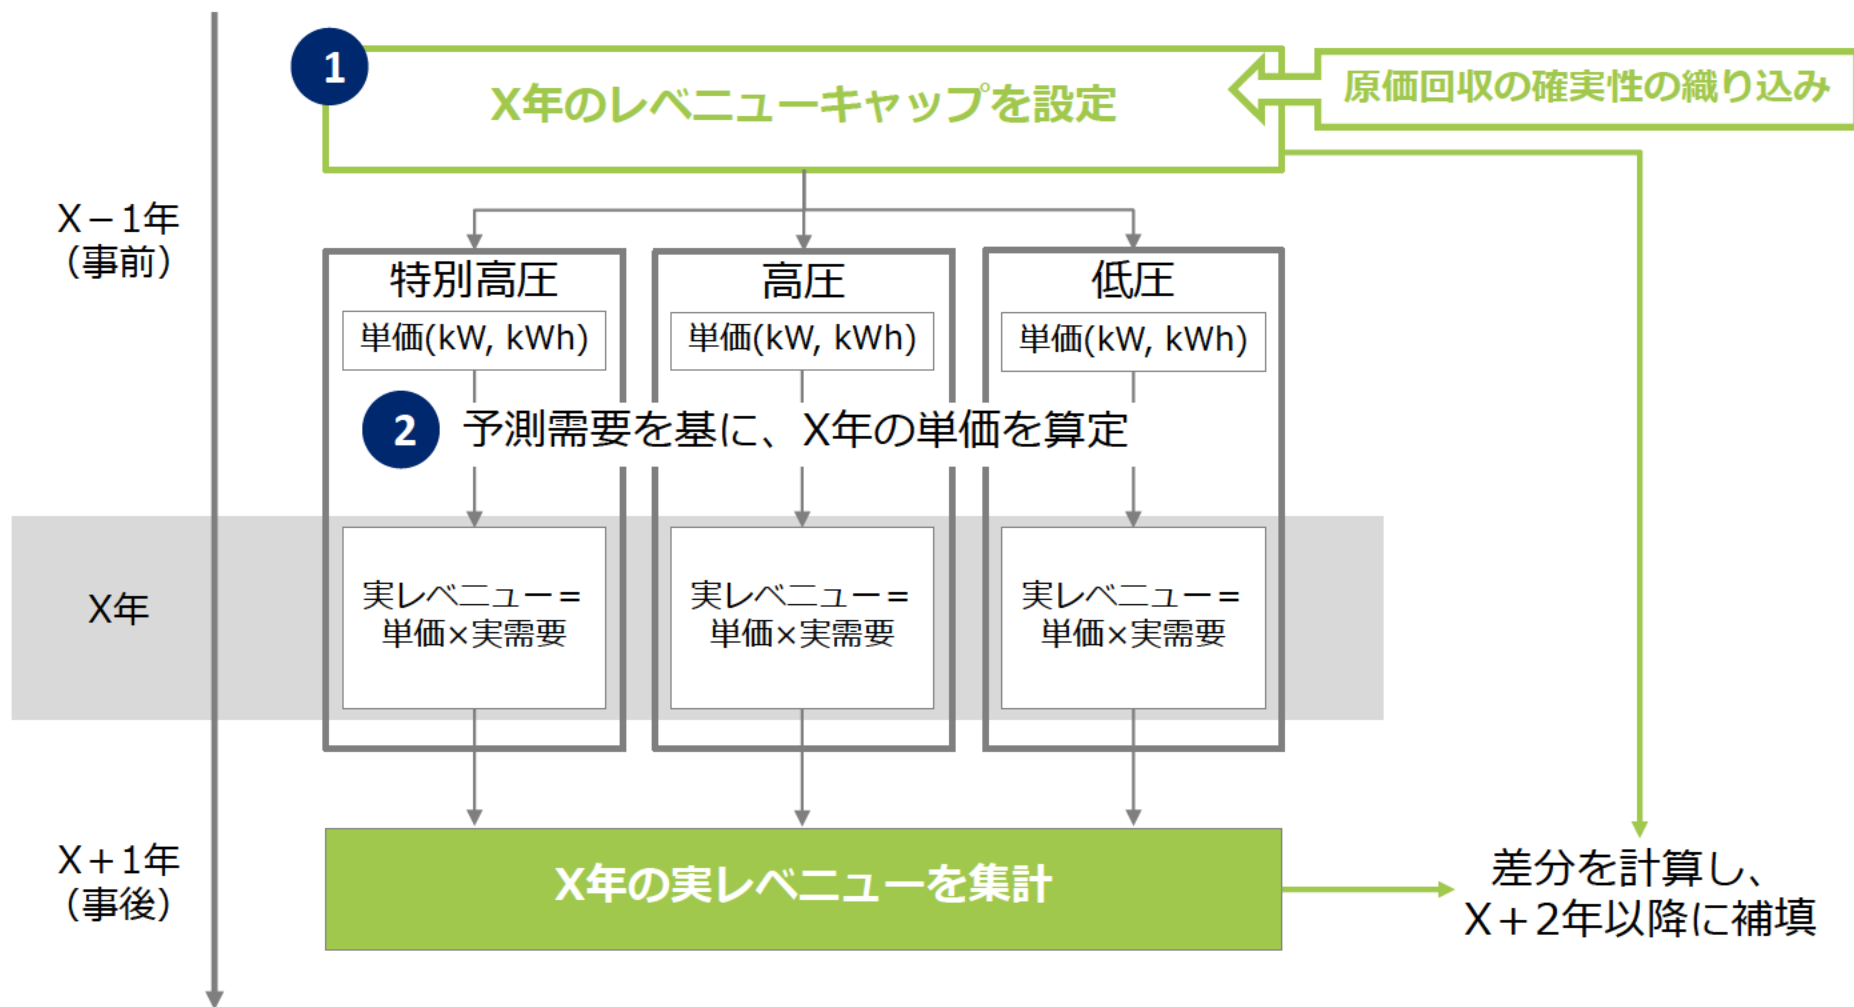 1
X年のレベニューキャップを設定
原価回収の確実性の織り込み
X－1年
（事前）
特別高圧
高圧
低圧
単価(kW, kWh)
単価(kW, kWh)
単価(kW, kWh)
2
予測需要を基に、X年の単価を算定
X年
実レベニュー=
単価×実需要
実レベニュー=
単価×実需要
実レベニュー=
単価×実需要
X＋1年
（事後）
X年の実レベニューを集計
差分を計算し、
X＋2年以降に補填